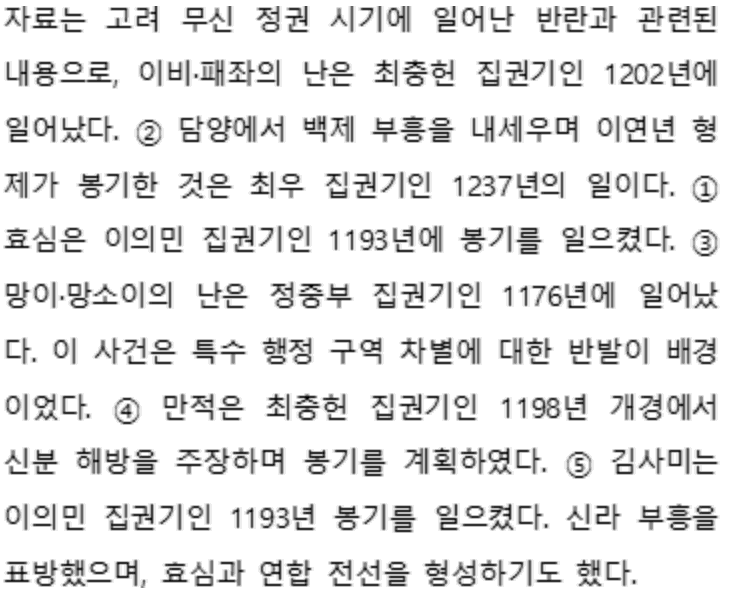 자료는 고려 무신 정권 시기에 일어난 반란과 관련된
내용으로, 이비·패좌의 난은 최충헌 집권기인 1202년에
일어났다. ② 담양에서 백제 부흥을 내세우며 이연년 형
제가 봉기한 것은 최우 집권기인 1237년의 일이다. ①
효심은 이의민 집권기인 1193년에 봉기를 일으켰다. ③
망이·망소이의 난은 정중부 집권기인 1176년에 일어났
다. 이 사건은 특수 행정 구역 차별에 대한 반발이 배경
이었다. ④ 만적은 최충헌 집권기인 1198년 개경에서
신분 해방을 주장하며 봉기를 계획하였다. ⑤ 김사미는
이의민 집권기인 1193년 봉기를 일으켰다. 신라 부흥을
표방했으며, 효심과 연합 전선을 형성하기도 했다.